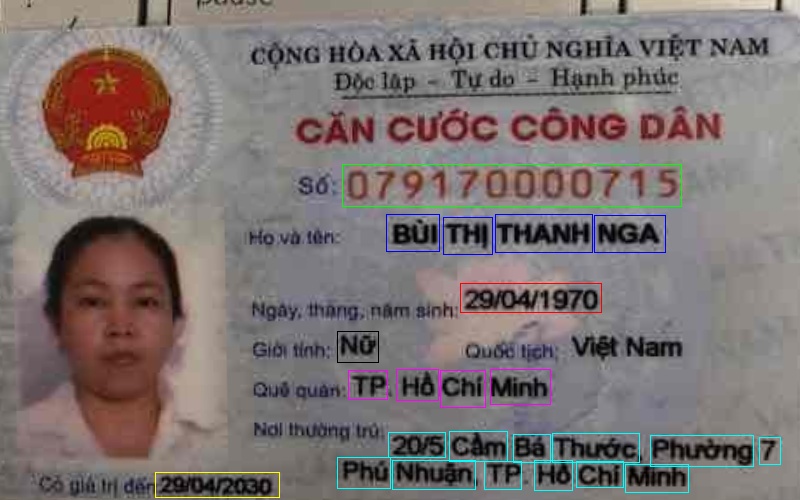 pause
CỘNG HÒA XÃ HỘI CHỦ NGHĨA VIỆT NAM
Độc lập - Tự do - Hạnh phúc
CĂN CƯỚC CÔNG DÂN
Số: 079170000715
Họ và tên: BÙI THỊ THANH NGA
Ngày, tháng, năm sinh: 29/04/1970
Giới tính: Nữ Quốc tịch: Việt Nam
Quê quán: TP. Hồ Chí Minh
Nơi thường trú: 20/5 Cầm Bá Thước, Phường 7
Phú Nhuận, TP. Hồ Chí Minh
Có giá trị đến 29/04/2030